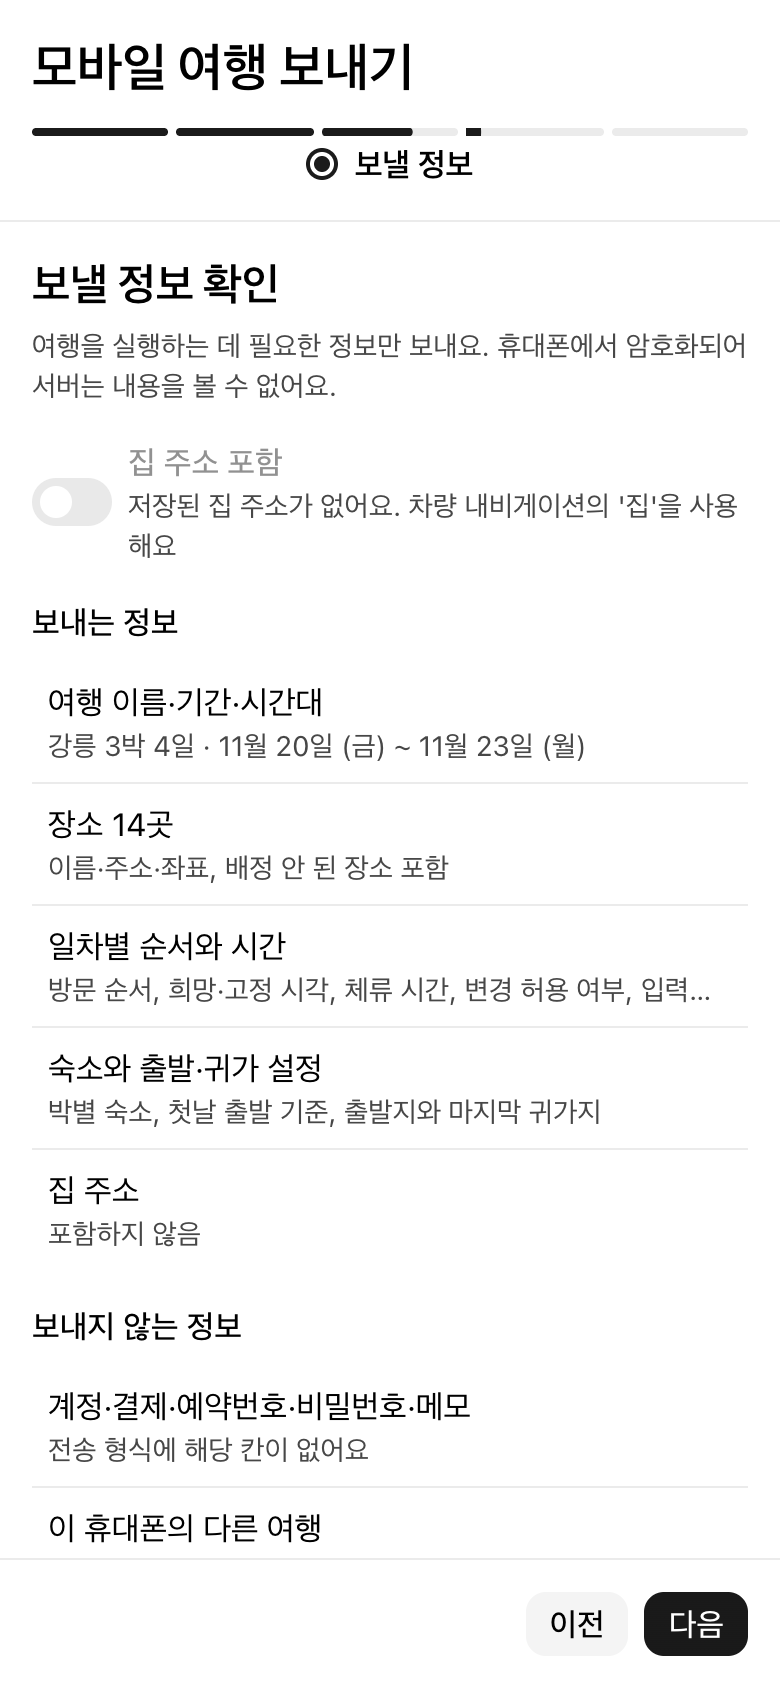 모바일 여행 보내기
보낼 정보
보낼 정보 확인
여행을 실행하는 데 필요한 정보만 보내요. 휴대폰에서 암호화되어
서버는 내용을 볼 수 없어요.
집 주소 포함
저장된 집 주소가 없어요. 차량 내비게이션의 '집'을 사용
해요
보내는 정보
여행 이름·기간·시간대
강릉 3박 4일 · 11월 20일 (금) ~ 11월 23일 (월)
장소 14곳
이름·주소·좌표, 배정 안 된 장소 포함
일차별 순서와 시간
방문 순서, 희망·고정 시각, 체류 시간, 변경 허용 여부, 입력...
숙소와 출발·귀가 설정
박별 숙소, 첫날 출발 기준, 출발지와 마지막 귀가지
집 주소
포함하지 않음
보내지 않는 정보
계정·결제·예약번호·비밀번호·메모
전송 형식에 해당 칸이 없어요
이 휴대폰의 다른 여행
이전
다음